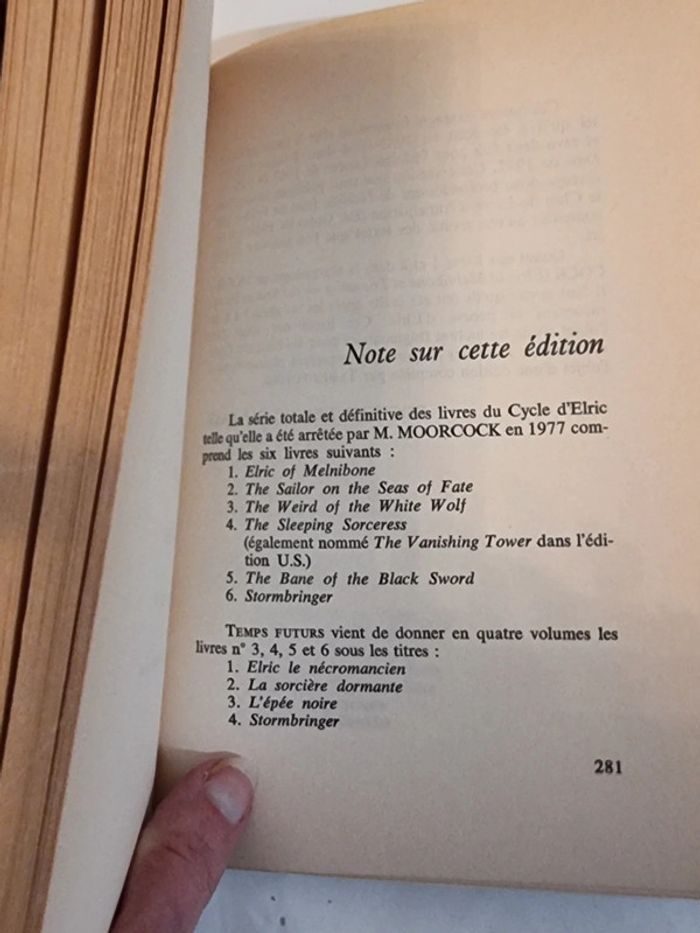 Note sur cette édition
La série totale et définitive des livres du Cycle d'Elric
telle qu'elle a été arrêtée par M. MOORCOCK en 1977 com-
prend les six livres suivants :
1. Elric of Melnibone
2. The Sailor on the Seas of Fate
3. The Weird of the White Wolf
4. The Sleeping Sorceress
(également nommé The Vanishing Tower dans l'édi-
tion U.S.)
5. The Bane of the Black Sword
6. Stormbringer
TEMPS FUTURS vient de donner en quatre volumes les
livres n° 3, 4, 5 et 6 sous les titres :
1. Elric le nécromancien
2. La sorcière dormante
3. L'épée noire
4. Stormbringer
281